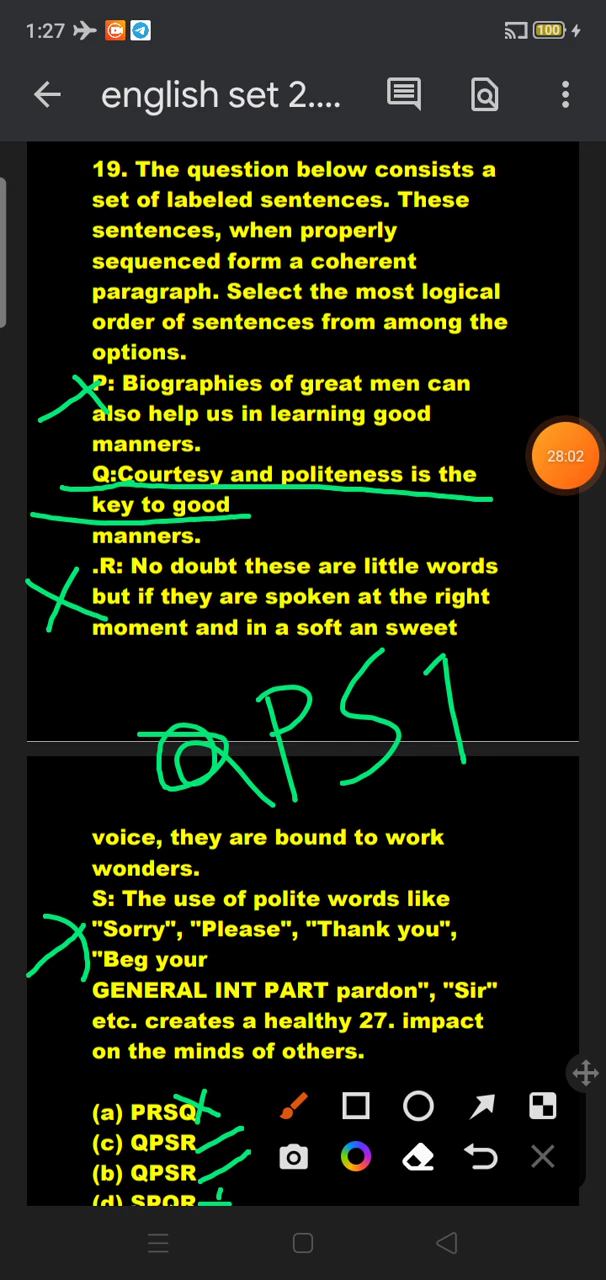 1:27
100
english set 2....
19. The question below consists a
set of labeled sentences. These
sentences, when properly
sequenced form a coherent
paragraph. Select the most logical
order of sentences from among the
options.
P: Biographies of great men can
also help us in learning good
manners.
Q:Courtesy and politeness is the
key to good
manners.
.R: No doubt these are little words
but if they are spoken at the right
moment and in a soft an sweet
28:02
QPS1
voice, they are bound to work
wonders.
S: The use of polite words like
"Sorry", "Please", "Thank you",
"Beg your
GENERAL INT PART pardon", "Sir"
etc. creates a healthy 27. impact
on the minds of others.
(a) PRSQ
(c) QPSR
(b) QPSR
(d) SPQR